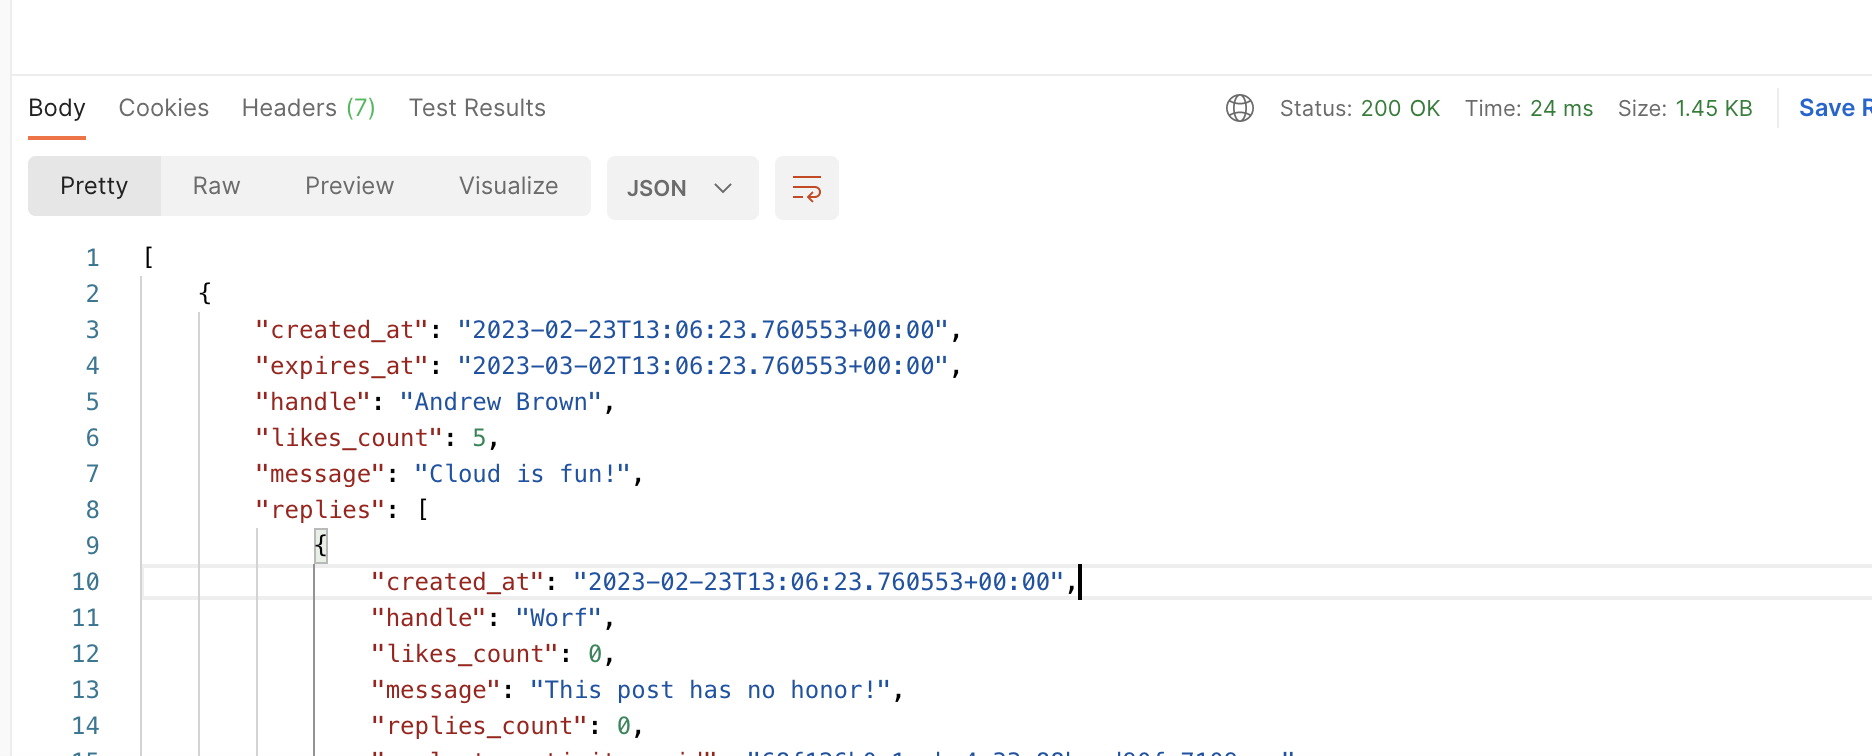 Body Cookies Headers (7) Test Results Status: 200 OK Time: 24 ms Size: 1.45 KB Save R
Pretty Raw Preview Visualize JSON
1 [
2 {
3 "created_at": "2023-02-23T13:06:23.760553+00:00",
4 "expires_at": "2023-03-02T13:06:23.760553+00:00",
5 "handle": "Andrew Brown",
6 "likes_count": 5,
7 "message": "Cloud is fun!",
8 "replies": [
9 {
10 "created_at": "2023-02-23T13:06:23.760553+00:00",
11 "handle": "Worf",
12 "likes_count": 0,
13 "message": "This post has no honor!",
14 "replies_count": 0,
15